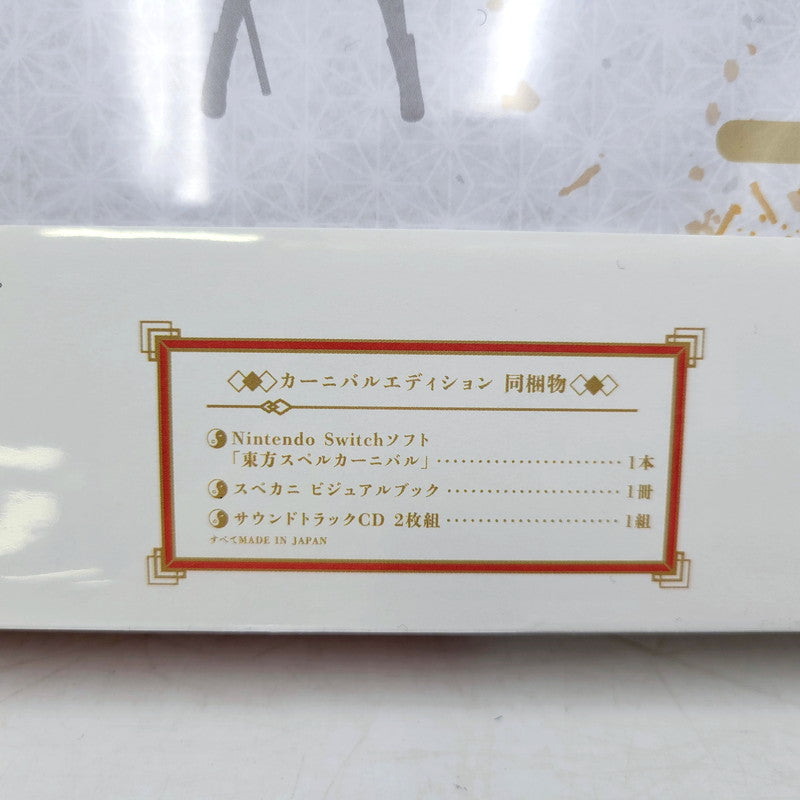 カーニバルエディション 同梱物
Nintendo Switchソフト
「東方スペルカーニバル」……………………1本
スペカニ ビジュアルブック……………………1冊
サウンドトラックCD 2枚組……………………1組
すべてMADE IN JAPAN